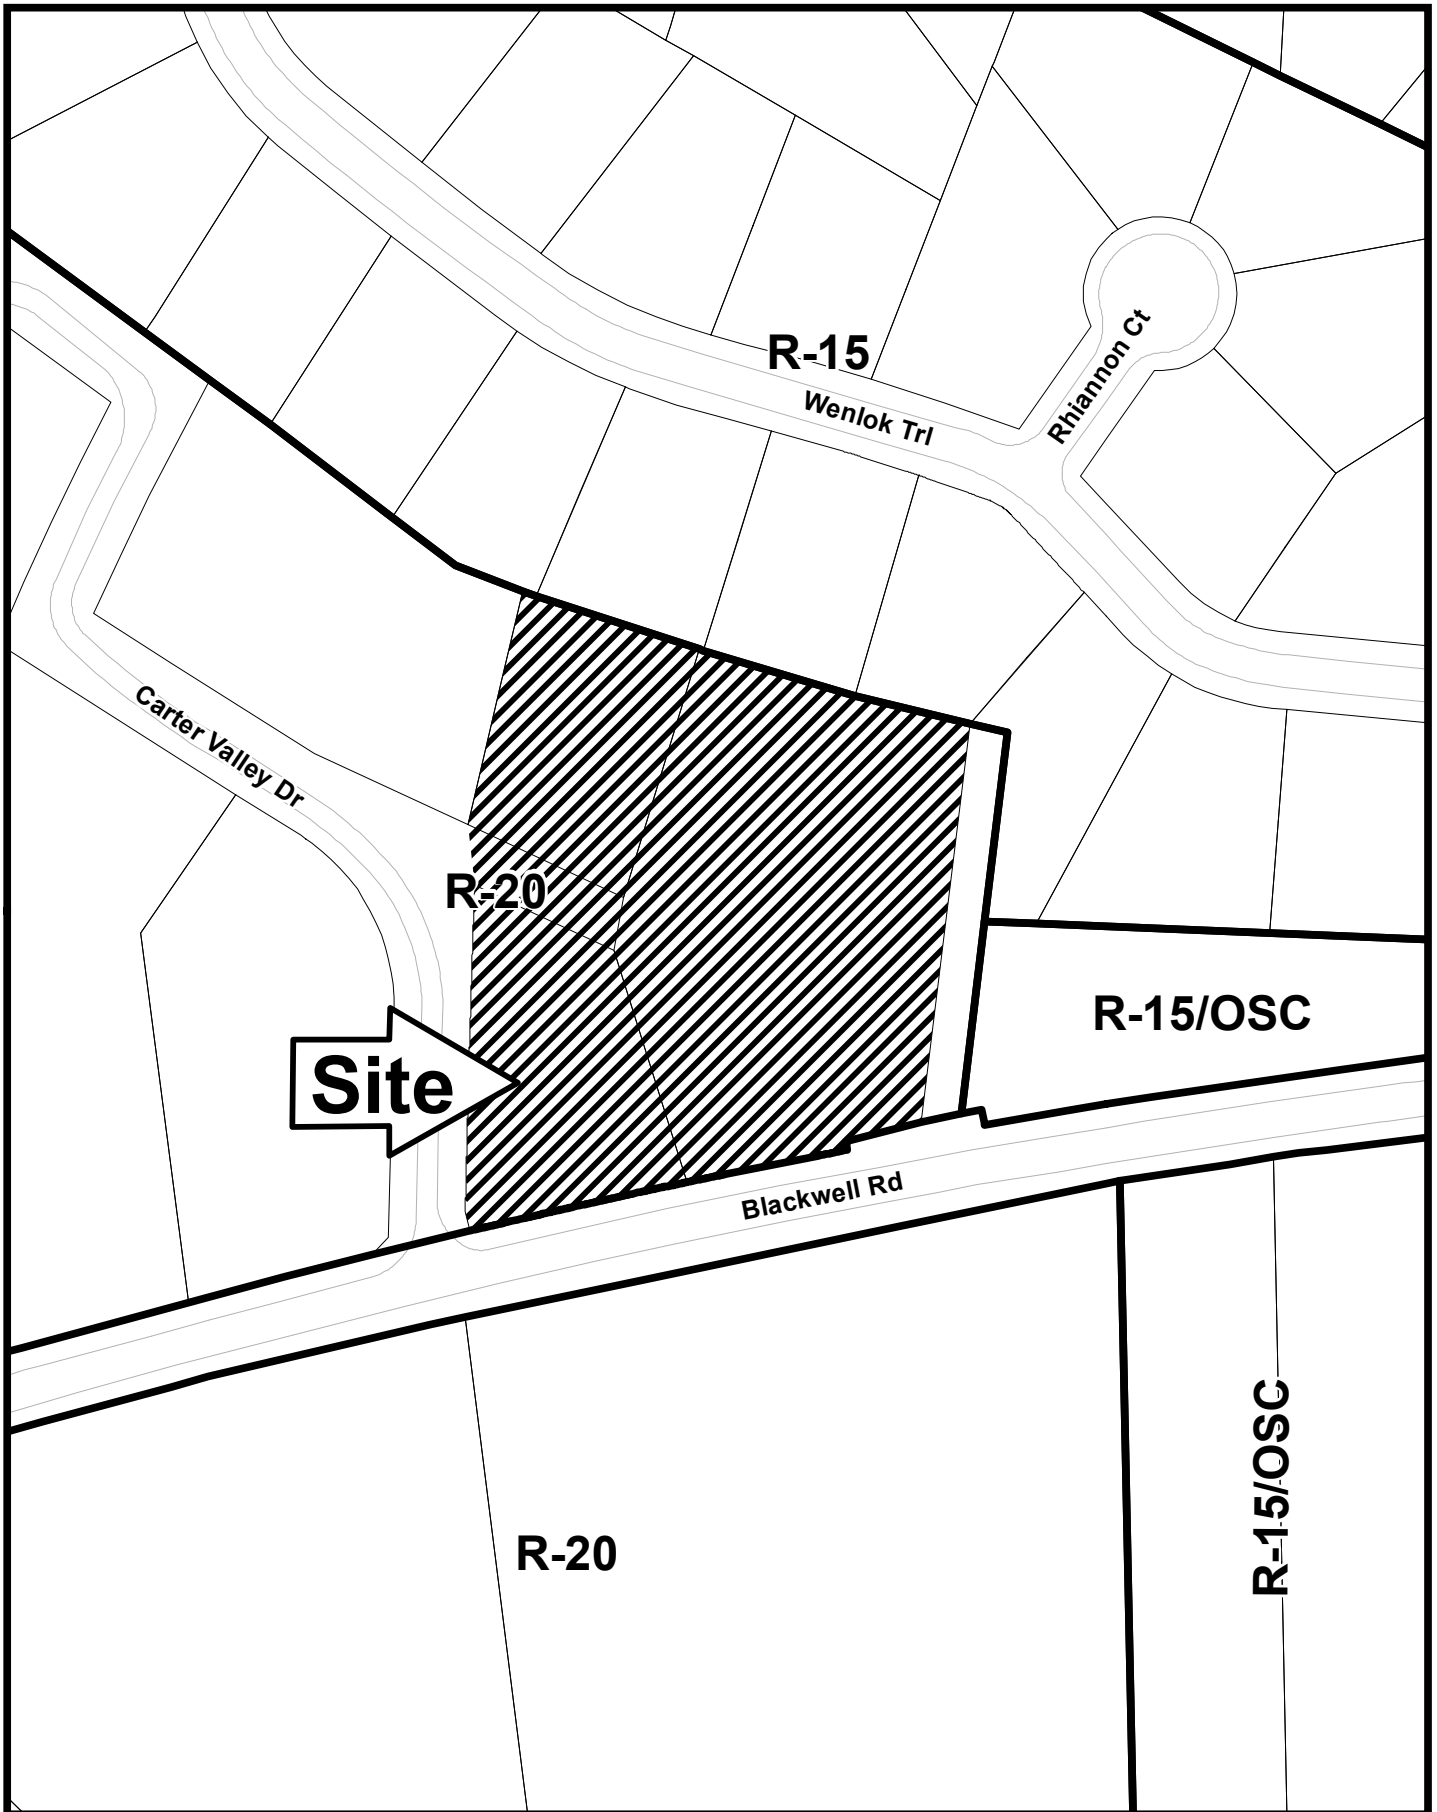 R-15
Wenlok Trl
Rhiannon Ct
Carter Valley Dr
R-20
R-15/OSC
Site
Blackwell Rd
R-20
R-15/OSC